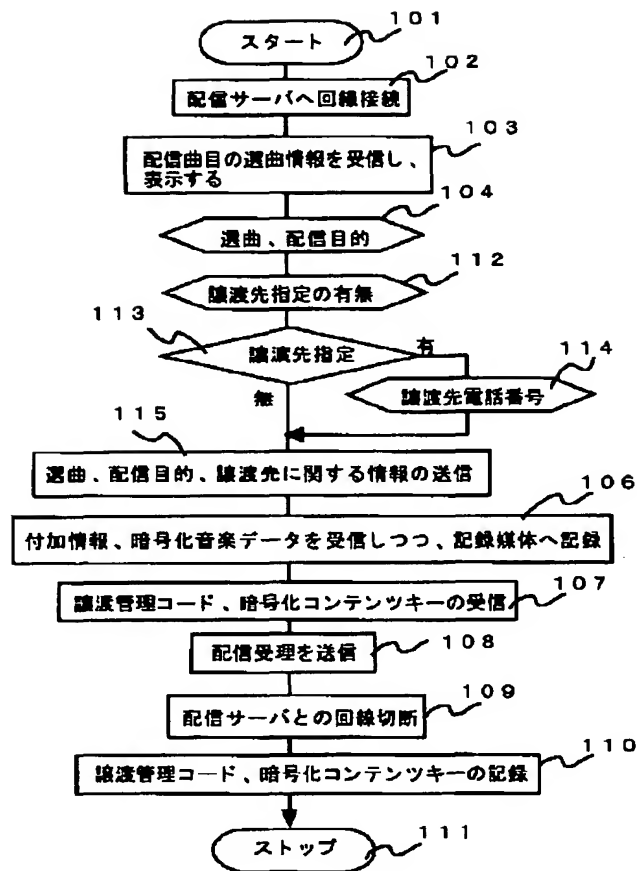 101
スタート
102
配信サーバへ回線接続
103
配信曲目の選曲情報を受信し、
表示する
104
選曲、配信目的
112
譲渡先指定の有無
113
譲渡先指定
有
無
114
譲渡先電話番号
115
選曲、配信目的、譲渡先に関する情報の送信
106
付加情報、暗号化音楽データを受信しつつ、記録媒体へ記録
107
譲渡管理コード、暗号化コンテンツキーの受信
108
配信受理を送信
109
配信サーバとの回線切断
110
譲渡管理コード、暗号化コンテンツキーの記録
111
ストップ